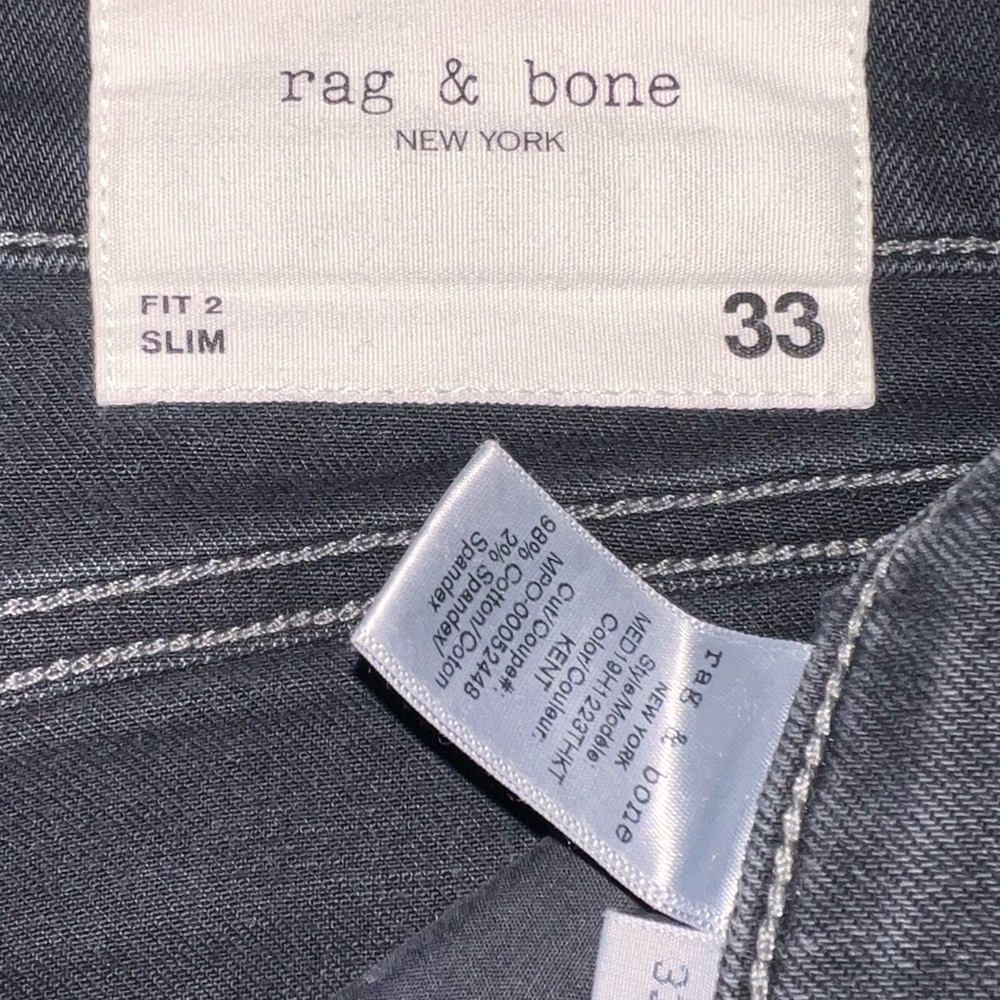 rag & bone
NEW YORK
FIT 2
SLIM
33
rag & bone
NEW YORK
Style/Modèle:
MED19H1223THKT
Color/Couleur:
KENT
Cut/Coupe#:
MPO-00052448
98% Cotton/Coton
2% Spandex/
Spandex